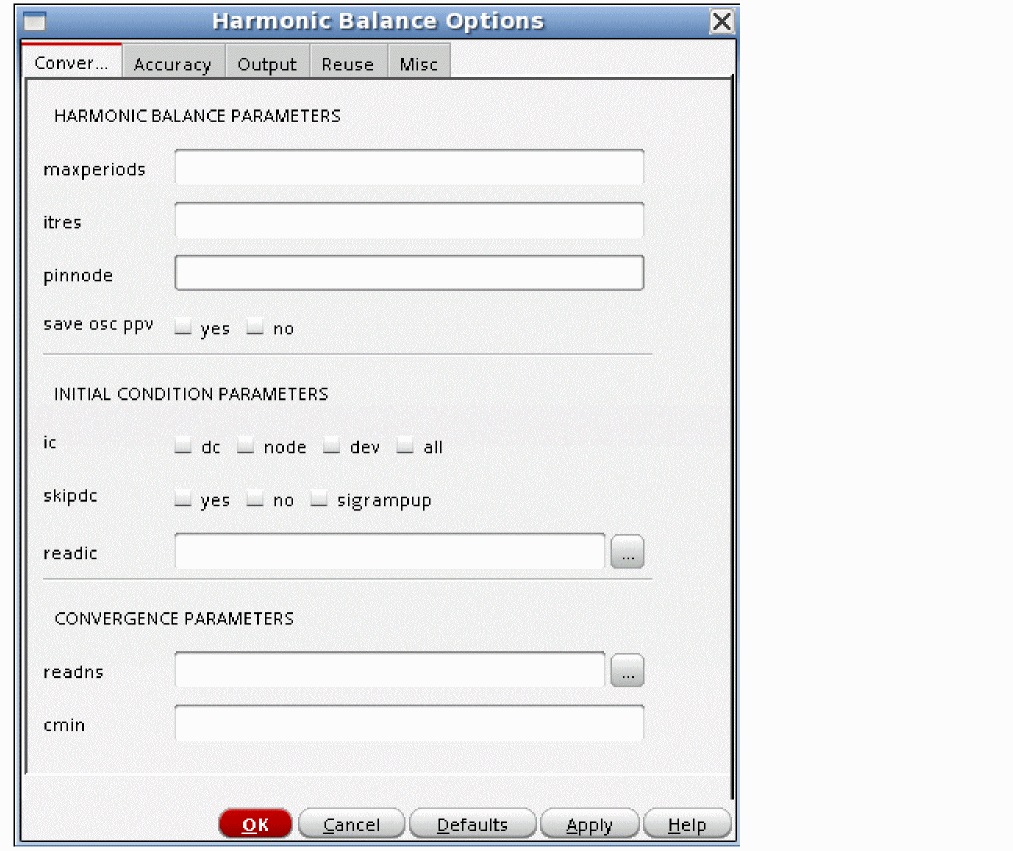 Harmonic Balance Options
Conver... Accuracy Output Reuse Misc
HARMONIC BALANCE PARAMETERS
maxperiods
itres
pinnode
save osc ppv yes no
INITIAL CONDITION PARAMETERS
ic dc node dev all
skipdc yes no sigrampup
readic ...
CONVERGENCE PARAMETERS
readns ...
cmin
OK Cancel Defaults Apply Help